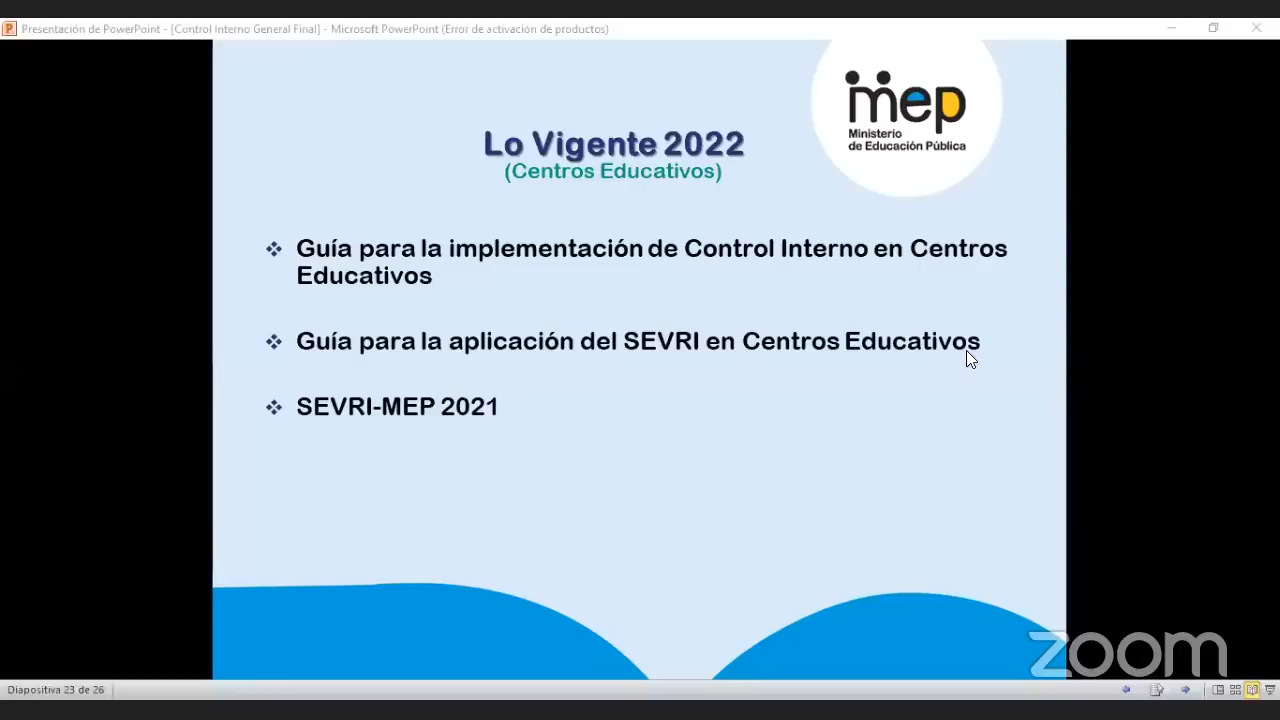 Presentación de PowerPoint - [Control Interno General Final] - Microsoft PowerPoint (Error de activación de productos)
mep
Ministerio
de Educación Pública
Lo Vigente 2022
(Centros Educativos)
Guía para la implementación de Control Interno en Centros
Educativos
Guía para la aplicación del SEVRI en Centros Educativos
SEVRI-MEP 2021
zoom
Diapositiva 23 de 26